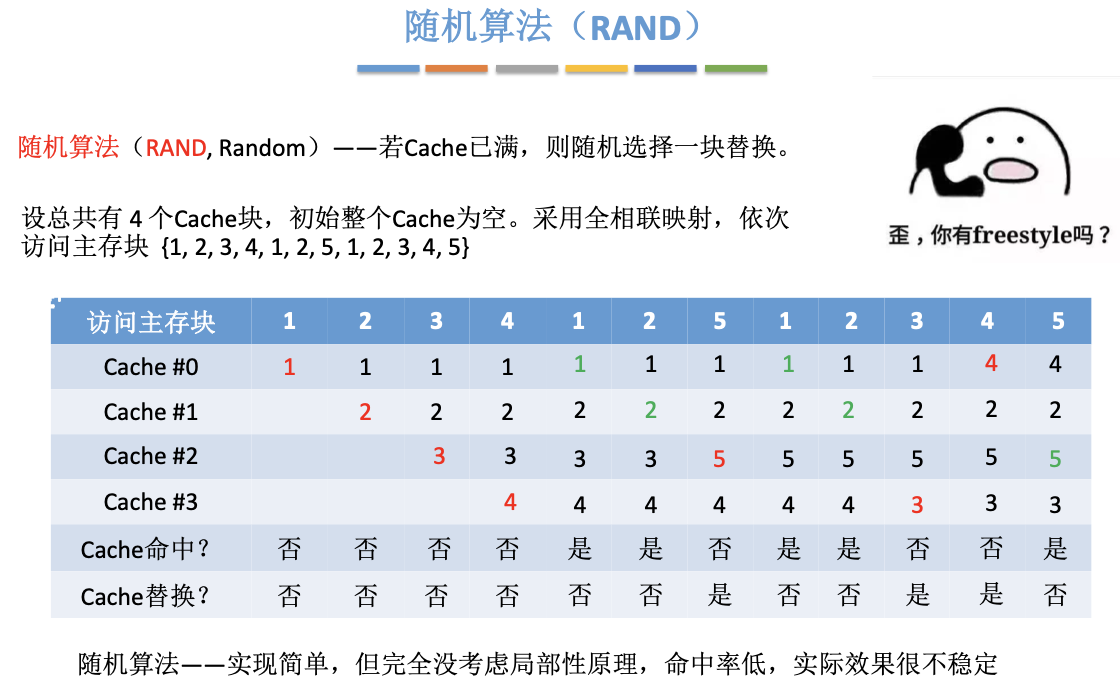 随机算法（RAND）
随机算法（RAND, Random）——若Cache已满，则随机选择一块替换。
歪，你有freestyle吗？
设总共有 4 个Cache块，初始整个Cache为空。采用全相联映射，依次
访问主存块 {1, 2, 3, 4, 1, 2, 5, 1, 2, 3, 4, 5}
访问主存块 1 2 3 4 1 2 5 1 2 3 4 5
Cache #0 1 1 1 1 1 1 1 1 1 1 4 4
Cache #1 2 2 2 2 2 2 2 2 2 2 2
Cache #2 3 3 3 3 5 5 5 5 5 5
Cache #3 4 4 4 4 4 4 3 3 3
Cache命中？ 否 否 否 否 是 是 否 是 是 否 否 是
Cache替换？ 否 否 否 否 否 否 是 否 否 是 是 否
随机算法——实现简单，但完全没考虑局部性原理，命中率低，实际效果很不稳定